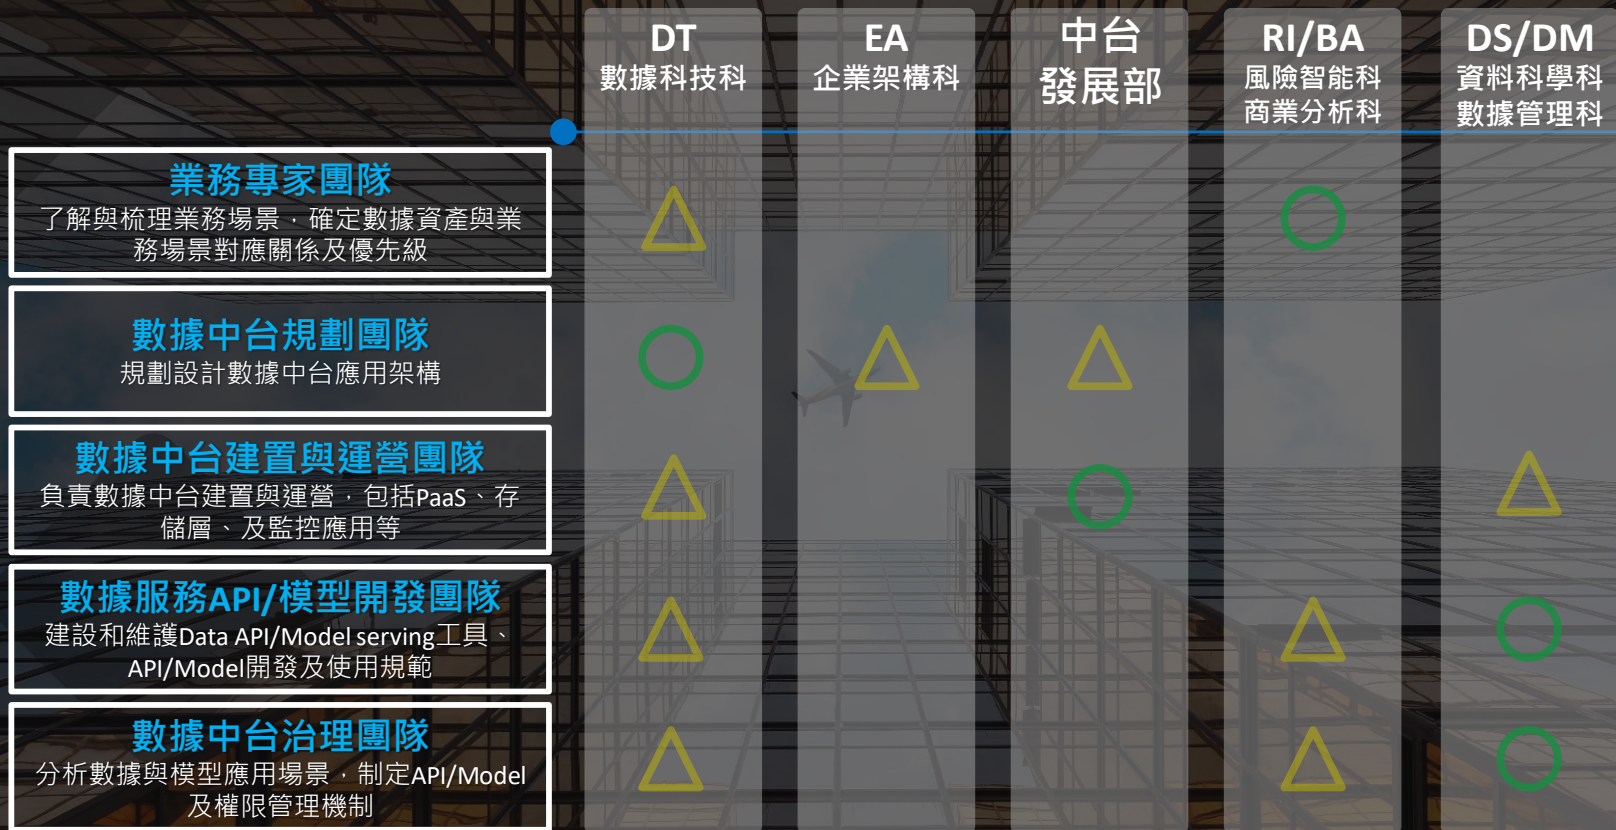 DT
數據科技科
EA
企業架構科
中台
發展部
RI/BA
風險智能科
商業分析科
DS/DM
資料科學科
數據管理科
業務專家團隊
了解與梳理業務場景，確定數據資產與業
務場景對應關係及優先級
數據中台規劃團隊
規劃設計數據中台應用架構
數據中台建置與運營團隊
負責數據中台建置與運營，包括PaaS、存
儲層、及監控應用等
數據服務API/模型開發團隊
建設和維護Data API/Model serving工具、
API/Model開發及使用規範
數據中台治理團隊
分析數據與模型應用場景，制定API/Model
及權限管理機制